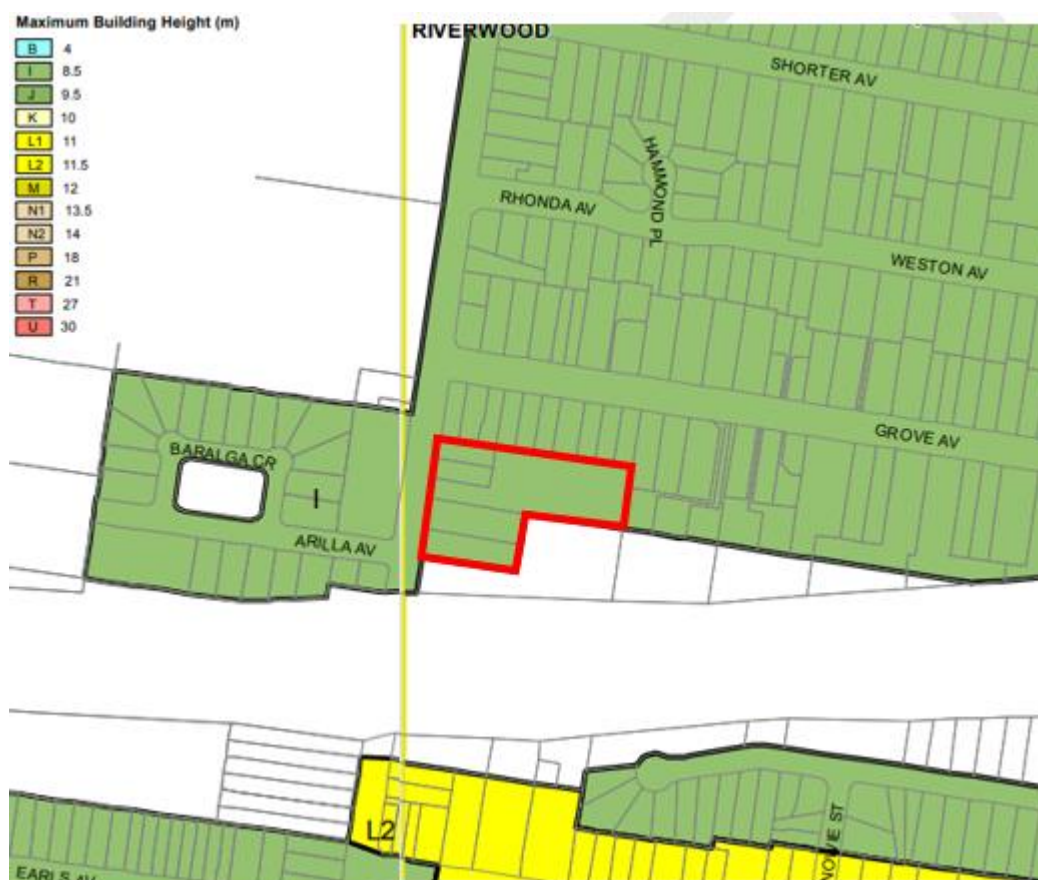 Maximum Building Height (m)
B 4
I 8.5
J 9.5
K 10
L1 11
L2 11.5
M 12
N1 13.5
N2 14
P 18
R 21
T 27
U 30
RIVERWOOD
SHORTER AV
HAMMOND PL
RHONDA AV
WESTON AV
GROVE AV
BARALGA CR
I
ARILLA AV
L2
EARLS AV